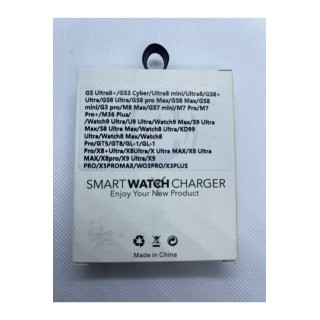 GS Ultra8+/GS3 Cyber/Ultra8 mini/Ultra8/GS8+
Ultra/GS8 Ultra/GS8 pro Max/GS8 Max/GS8
mini/G3 pro/M8 Max/GS7 mini/M7 Pro/M7
Pro+/M36 Plus/
/Watch9 Ultra/U9 Ultra/Watch9 Max/S9 Ultra
Max/S8 Ultra Max/Watch8 Ultra/KD99
Ultra/Watch8 Max/Watch8
Pro/GT5/GT8/GL-1/GL-1
Pro/X8+Ultra/X8Ultra/X Ultra MAX/X8 Ultra
MAX/X8pro/X9 Ultra/X9
PRO/X5PROMAX/WO3PRO/X3PLUS
SMART WATCH CHARGER
Enjoy Your New Product
Made in China